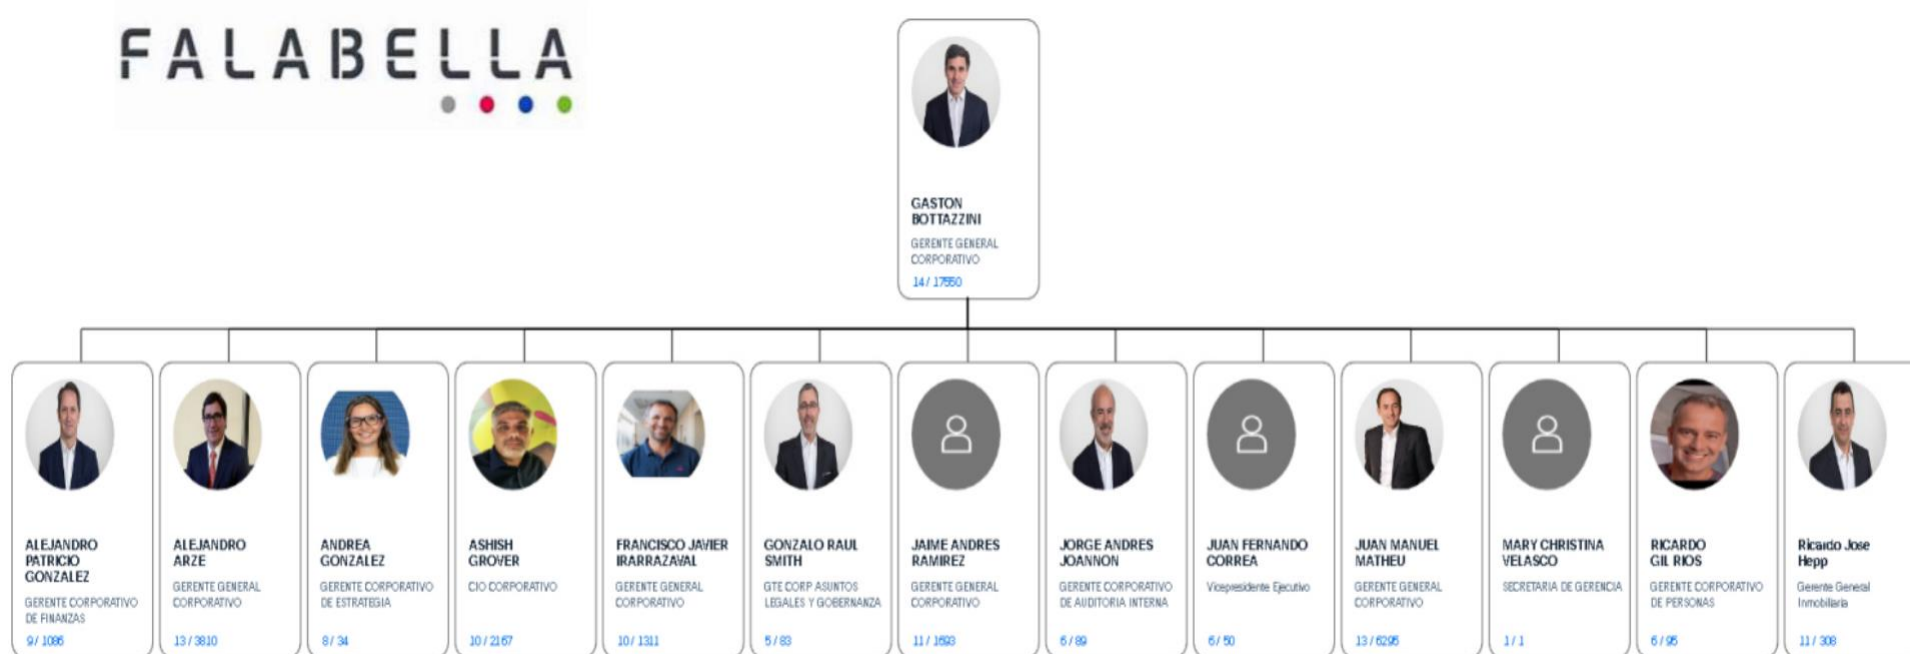 FALABELLA
GASTON
BOTTAZZINI
GERENTE GENERAL
CORPORATIVO
14 / 17550
ALEJANDRO
PATRICIO
GONZALEZ
GERENTE CORPORATIVO
DE FINANZAS
9 / 1086
ALEJANDRO
ARZE
GERENTE GENERAL
CORPORATIVO
13 / 3810
ANDREA
GONZALEZ
GERENTE CORPORATIVO
DE ESTRATEGIA
8 / 34
ASHISH
GROVER
CIO CORPORATIVO
10 / 2167
FRANCISCO JAVIER
IRARRAZAVAL
GERENTE GENERAL
CORPORATIVO
10 / 1311
GONZALO RAUL
SMITH
GTE CORP ASUNTOS
LEGALES Y GOBERNANZA
5 / 83
JAIME ANDRES
RAMIREZ
GERENTE GENERAL
CORPORATIVO
11 / 1693
JORGE ANDRES
JOANNON
GERENTE CORPORATIVO
DE AUDITORIA INTERNA
6 / 89
JUAN FERNANDO
CORREA
Vicepresidente Ejecutivo
6 / 50
JUAN MANUEL
MATHEU
GERENTE GENERAL
CORPORATIVO
13 / 6295
MARY CHRISTINA
VELASCO
SECRETARIA DE GERENCIA
1 / 1
RICARDO
GIL RIOS
GERENTE CORPORATIVO
DE PERSONAS
6 / 95
Ricardo Jose
Hepp
Gerente General
Inmobiliaria
11 / 308